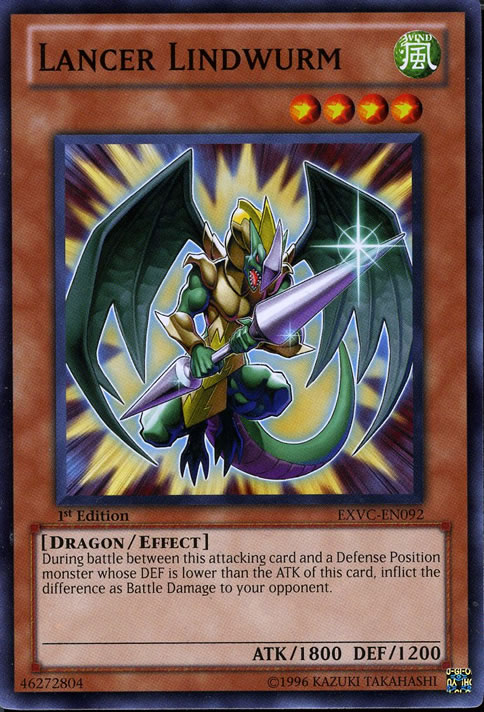 LANCER LINDWURM
WIND
風
1st Edition
EXVC-EN092
[DRAGON/EFFECT]
During battle between this attacking card and a Defense Position
monster whose DEF is lower than the ATK of this card, inflict the
difference as Battle Damage to your opponent.
ATK/1800 DEF/1200
46272804
©1996 KAZUKI TAKAHASHI